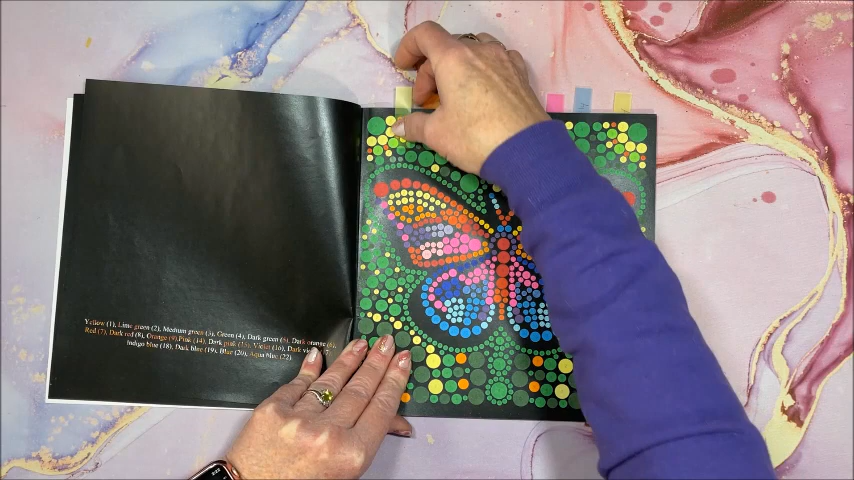 Yellow (1), Lime green (2), Medium green (3), Green (4), Dark green (5), Dark orange (6),
Red (7), Dark red (8), Orange (9), Pink (14), Dark pink (15), Violet (16), Dark
Indigo blue (18), Dark blue (19), Blue (20), Aqua blue (22)